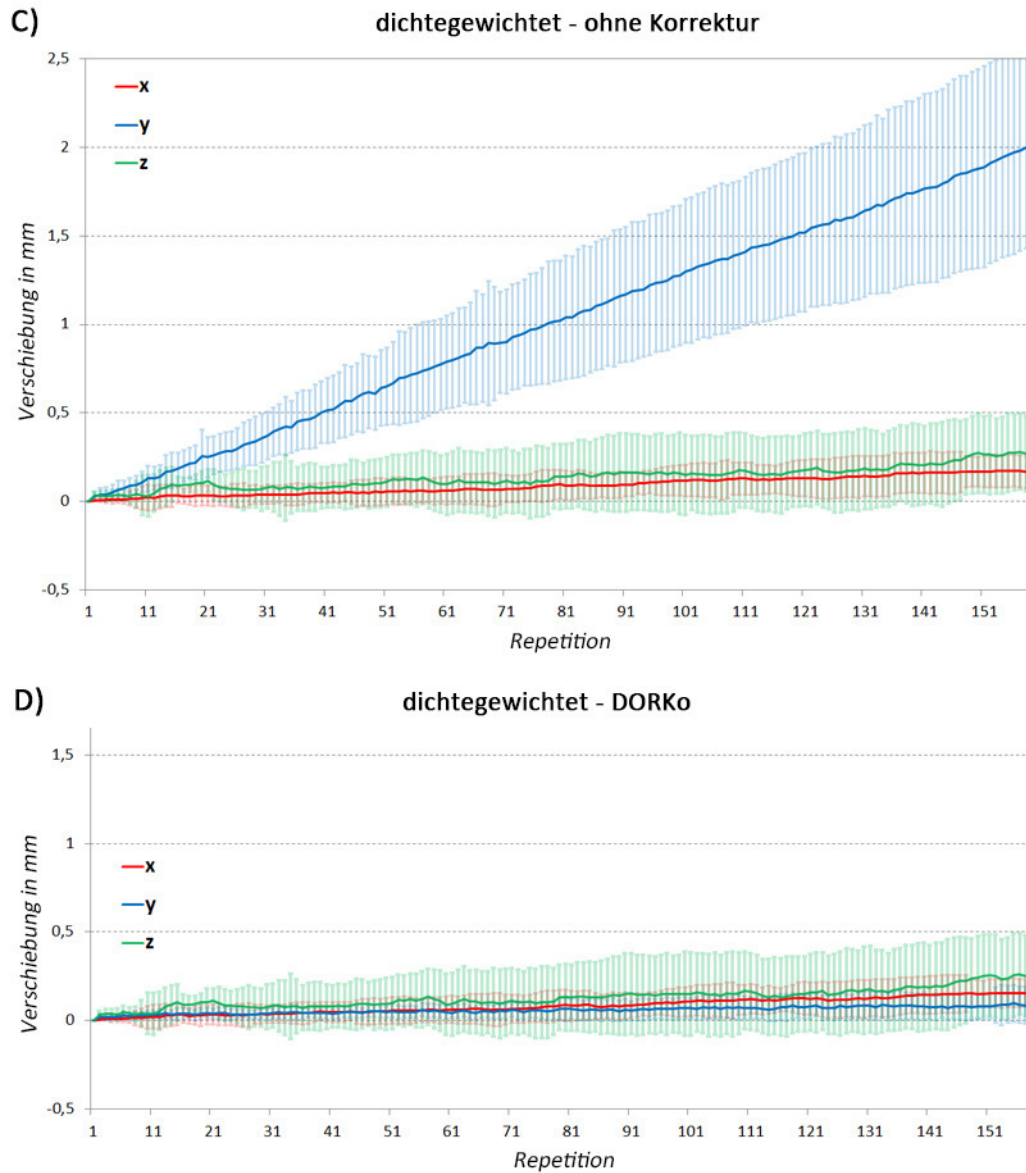 C)
dichtegewichtet - ohne Korrektur
2,5
x
y
2
z
1,5
Verschiebung in mm
1
0,5
0
-0,5
1 11 21 31 41 51 61 71 81 91 101 111 121 131 141 151
Repetition
D)
dichtegewichtet - DORKo
1,5
1
x
y
z
Verschiebung in mm
0,5
0
-0,5
1 11 21 31 41 51 61 71 81 91 101 111 121 131 141 151
Repetition